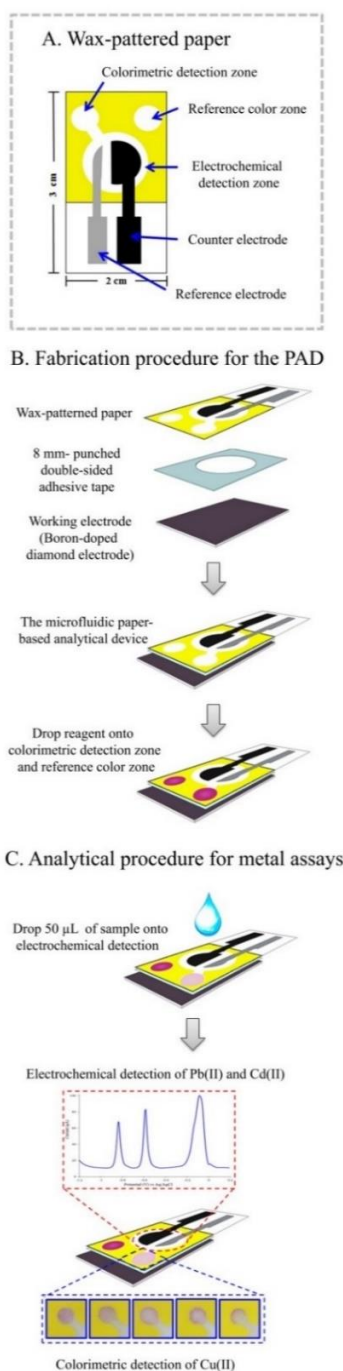 A. Wax-pattered paper
Colorimetric detection zone
Reference color zone
Electrochemical
detection zone
Counter electrode
Reference electrode
3 cm
2 cm
B. Fabrication procedure for the PAD
Wax-patterned paper
8 mm- punched
double-sided
adhesive tape
Working electrode
(Boron-doped
diamond electrode)
The microfluidic paper-
based analytical device
Drop reagent onto
colorimetric detection zone
and reference color zone
C. Analytical procedure for metal assays
Drop 50 µL of sample onto
electrochemical detection
Electrochemical detection of Pb(II) and Cd(II)
Colorimetric detection of Cu(II)